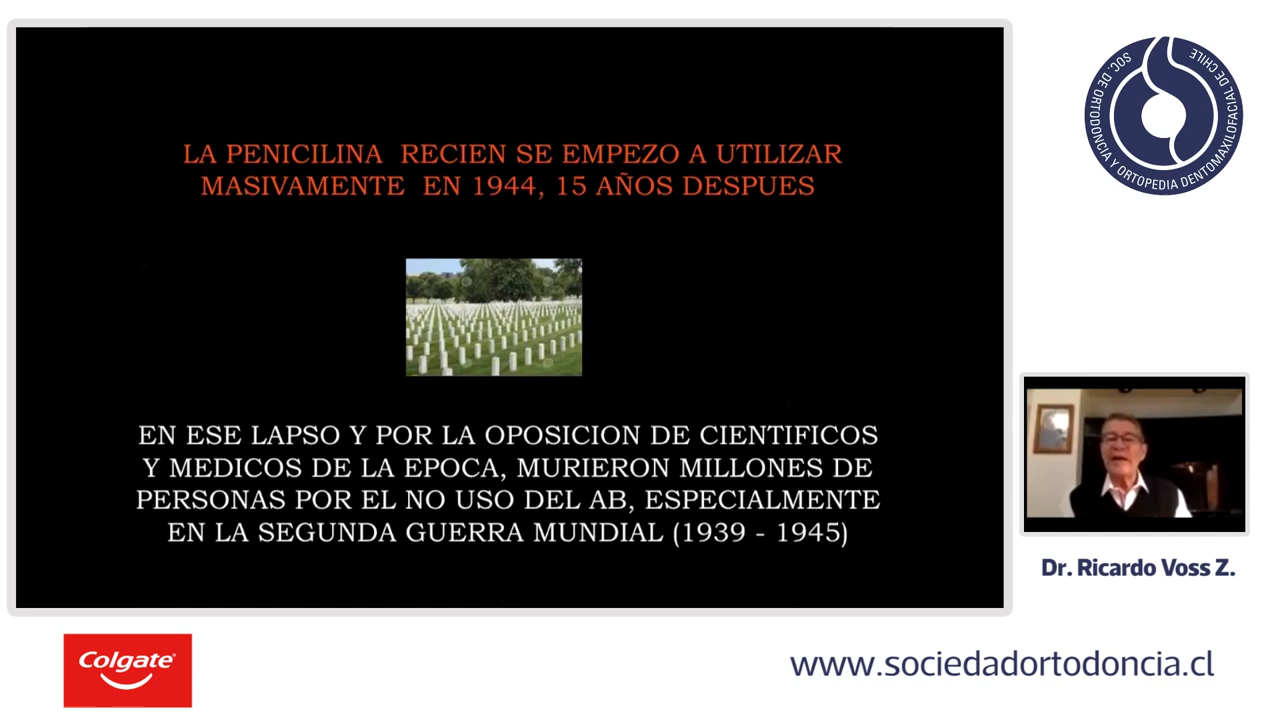 LA PENICILINA  RECIEN SE EMPEZO A UTILIZAR
MASIVAMENTE  EN 1944, 15 AÑOS DESPUES
EN ESE LAPSO Y POR LA OPOSICION DE CIENTIFICOS
Y MEDICOS DE LA EPOCA, MURIERON MILLONES DE
PERSONAS POR EL NO USO DEL AB, ESPECIALMENTE
EN LA SEGUNDA GUERRA MUNDIAL (1939 - 1945)
SOC. DE ORTODONCIA Y ORTOPEDIA DENTOMAXILOFACIAL DE CHILE
Dr. Ricardo Voss Z.
Colgate®
www.sociedadortodoncia.cl